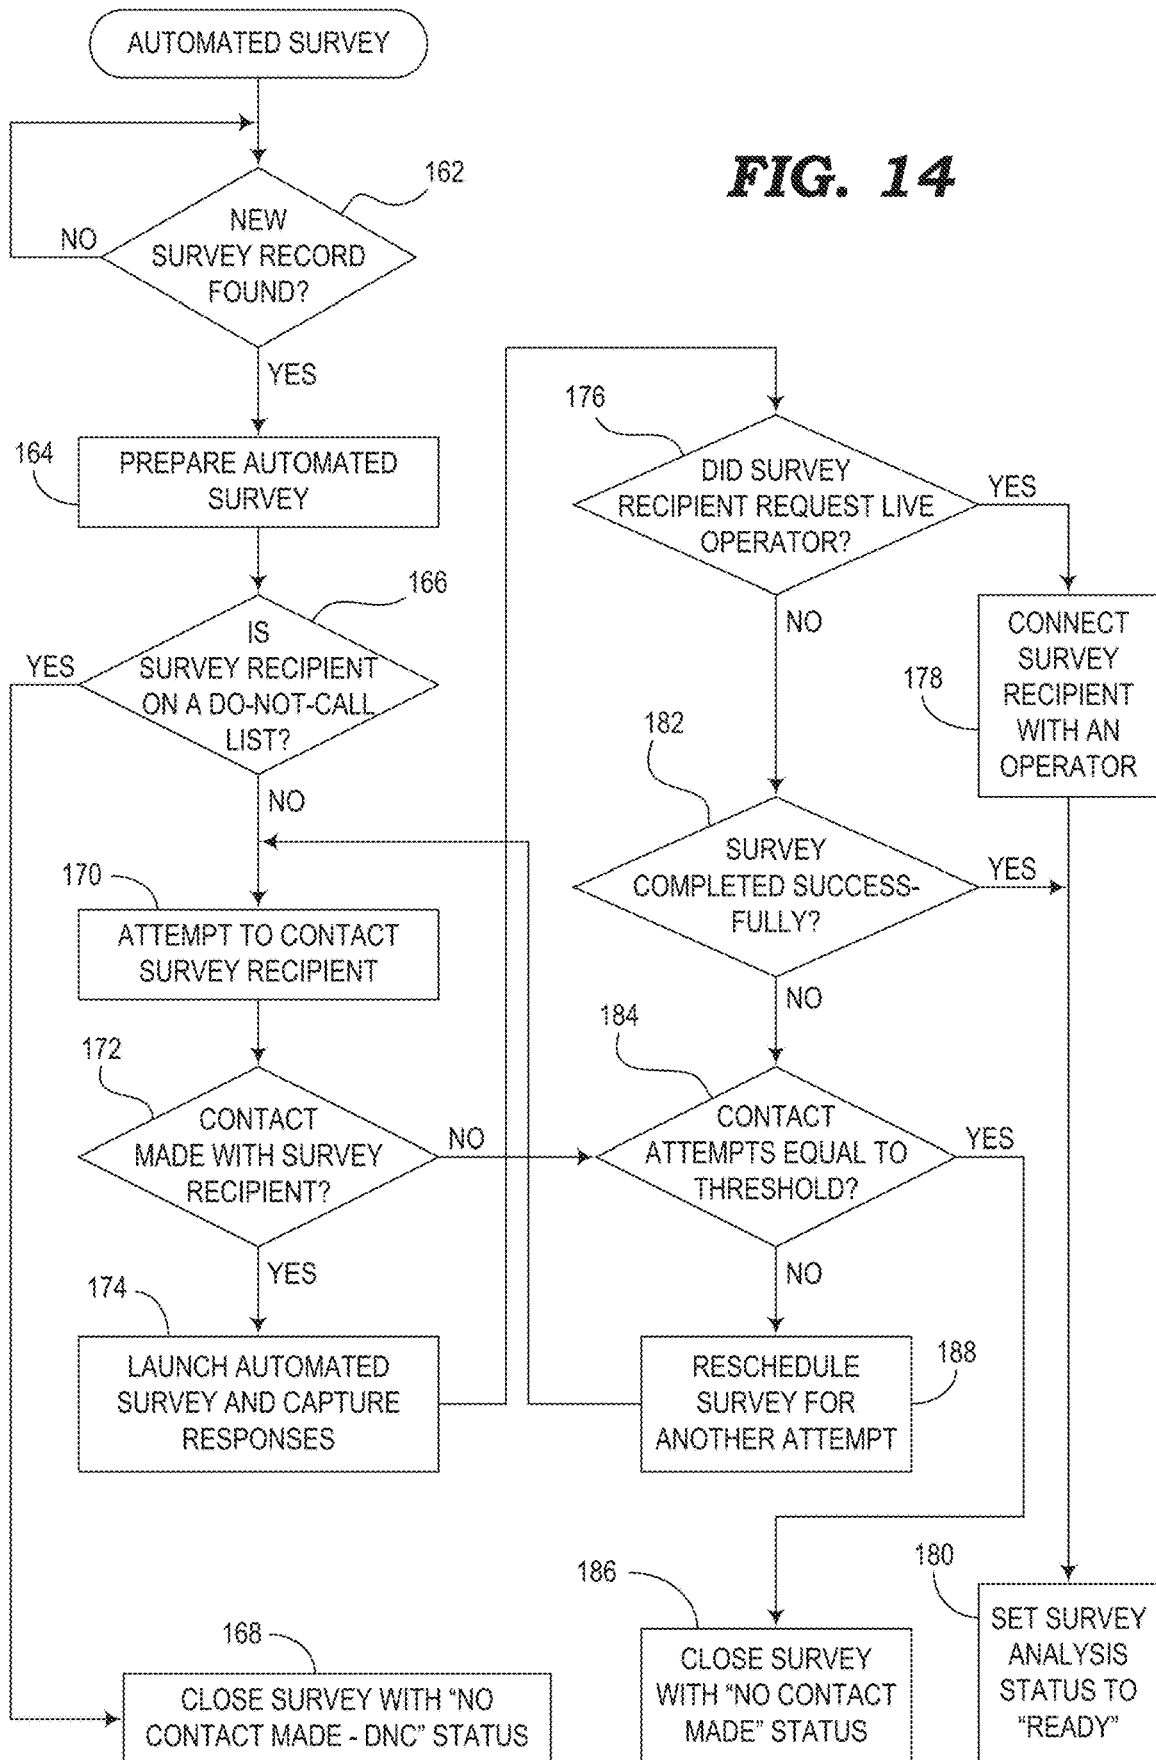 AUTOMATED SURVEY
FIG. 14
162
NEW
SURVEY RECORD
FOUND?
NO
YES
164
PREPARE AUTOMATED
SURVEY
166
IS
SURVEY RECIPIENT
ON A DO-NOT-CALL
LIST?
YES
NO
170
ATTEMPT TO CONTACT
SURVEY RECIPIENT
172
CONTACT
MADE WITH SURVEY
RECIPIENT?
NO
YES
174
LAUNCH AUTOMATED
SURVEY AND CAPTURE
RESPONSES
176
DID SURVEY
RECIPIENT REQUEST LIVE
OPERATOR?
YES
NO
178
CONNECT
SURVEY
RECIPIENT
WITH AN
OPERATOR
182
SURVEY
COMPLETED SUCCESS-
FULLY?
YES
NO
184
CONTACT
ATTEMPTS EQUAL TO
THRESHOLD?
YES
NO
188
RESCHEDULE
SURVEY FOR
ANOTHER ATTEMPT
168
CLOSE SURVEY WITH “NO
CONTACT MADE - DNC” STATUS
186
CLOSE SURVEY
WITH “NO CONTACT
MADE” STATUS
180
SET SURVEY
ANALYSIS
STATUS TO
“READY”